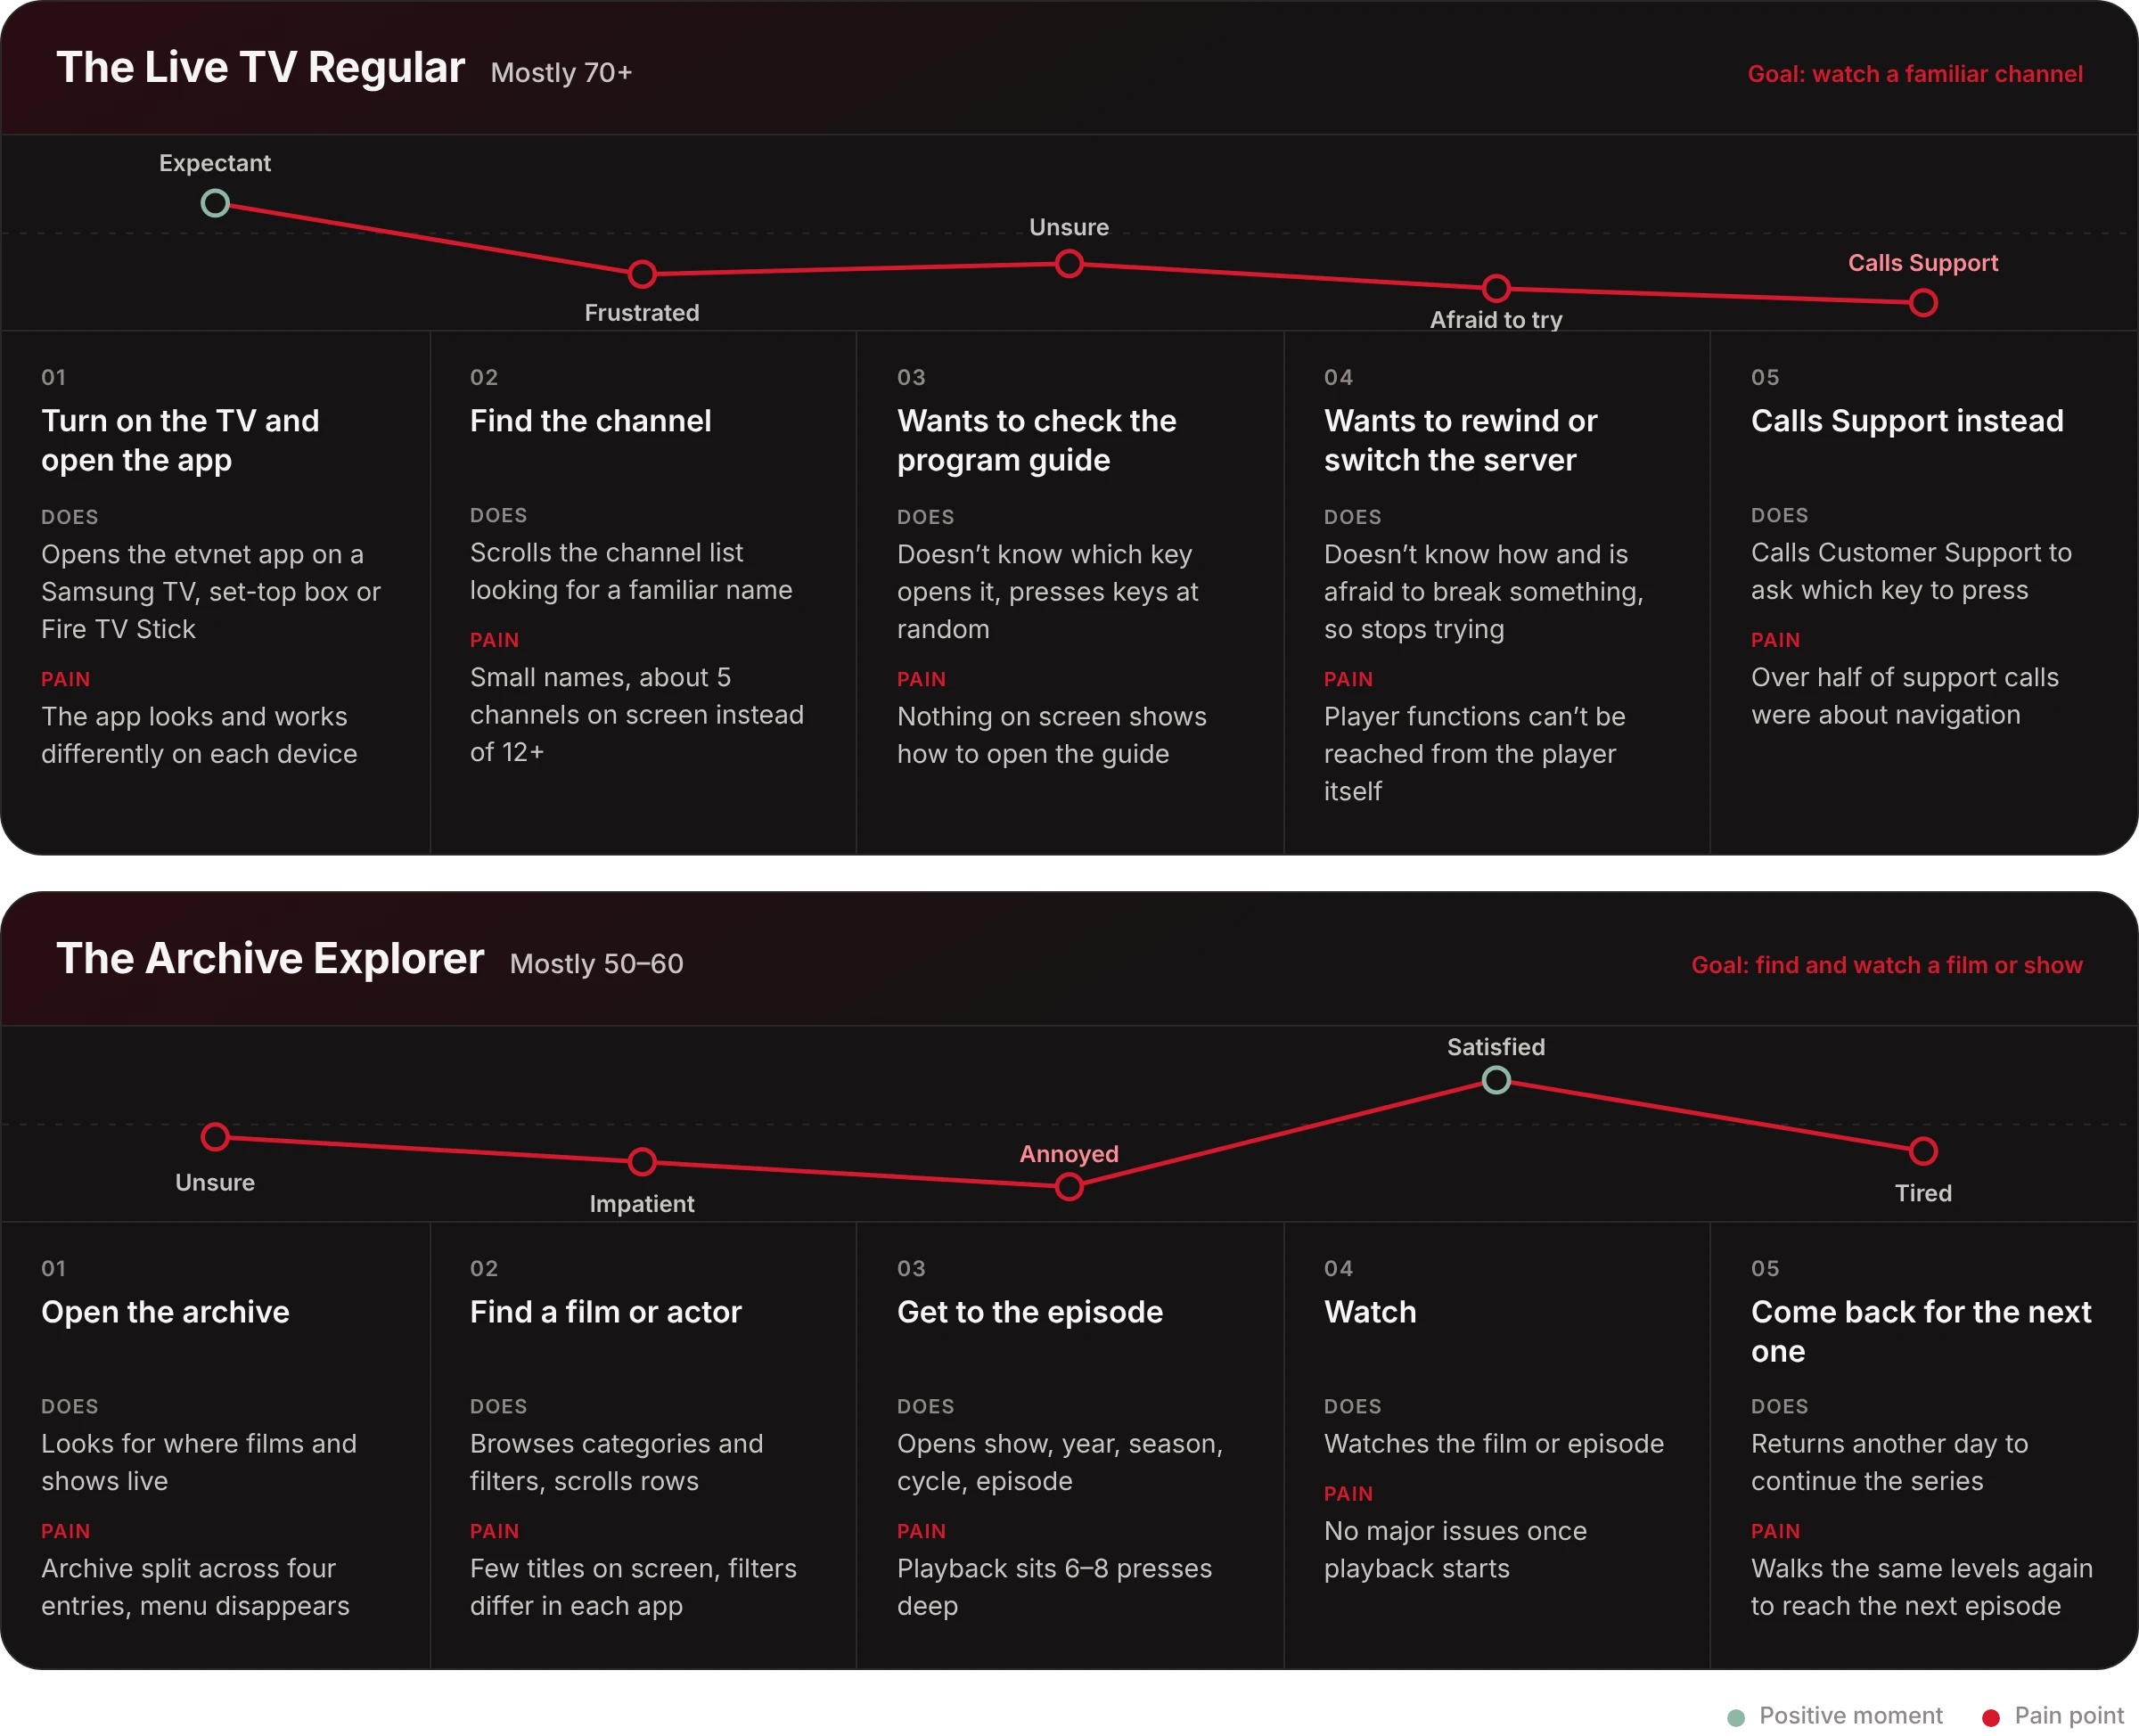 The Live TV Regular Mostly 70+ Goal: watch a familiar channel
Expectant
Frustrated
Unsure
Afraid to try
Calls Support
01
Turn on the TV and
open the app
DOES
Opens the etvnet app on a
Samsung TV, set-top box or
Fire TV Stick
PAIN
The app looks and works
differently on each device
02
Find the channel
DOES
Scrolls the channel list
looking for a familiar name
PAIN
Small names, about 5
channels on screen instead
of 12+
03
Wants to check the
program guide
DOES
Doesn’t know which key
opens it, presses keys at
random
PAIN
Nothing on screen shows
how to open the guide
04
Wants to rewind or
switch the server
DOES
Doesn’t know how and is
afraid to break something,
so stops trying
PAIN
Player functions can’t be
reached from the player
itself
05
Calls Support instead
DOES
Calls Customer Support to
ask which key to press
PAIN
Over half of support calls
were about navigation
The Archive Explorer Mostly 50–60 Goal: find and watch a film or show
Unsure
Impatient
Annoyed
Satisfied
Tired
01
Open the archive
DOES
Looks for where films and
shows live
PAIN
Archive split across four
entries, menu disappears
02
Find a film or actor
DOES
Browses categories and
filters, scrolls rows
PAIN
Few titles on screen, filters
differ in each app
03
Get to the episode
DOES
Opens show, year, season,
cycle, episode
PAIN
Playback sits 6–8 presses
deep
04
Watch
DOES
Watches the film or episode
PAIN
No major issues once
playback starts
05
Come back for the next
one
DOES
Returns another day to
continue the series
PAIN
Walks the same levels again
to reach the next episode
Positive moment Pain point